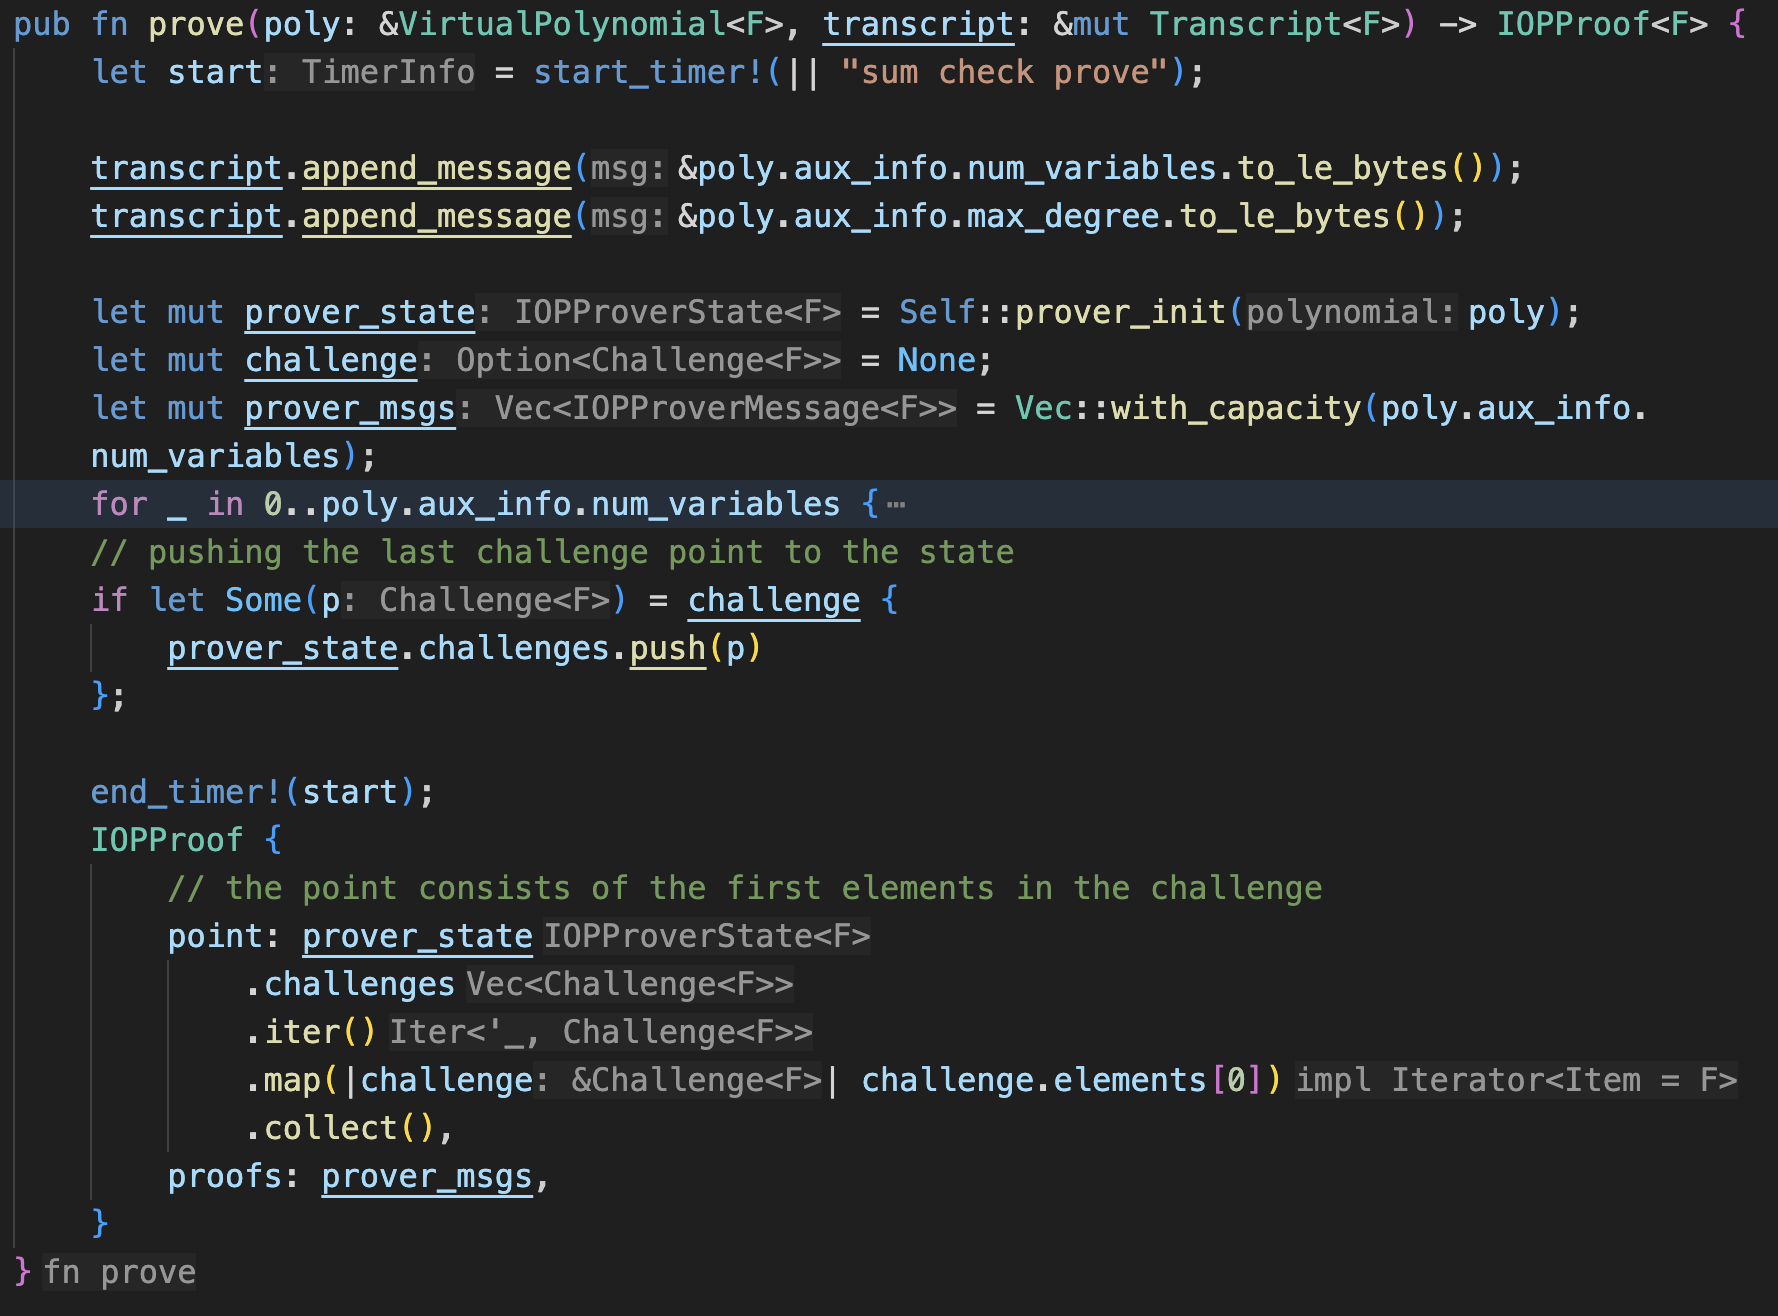 pub fn prove(poly: &VirtualPolynomial<F>, transcript: &mut Transcript<F>) -> IOPProof<F> {
    let start: TimerInfo = start_timer!(|| "sum check prove");

    transcript.append_message(msg: &poly.aux_info.num_variables.to_le_bytes());
    transcript.append_message(msg: &poly.aux_info.max_degree.to_le_bytes());

    let mut prover_state: IOPProverState<F> = Self::prover_init(polynomial: poly);
    let mut challenge: Option<Challenge<F>> = None;
    let mut prover_msgs: Vec<IOPProverMessage<F>> = Vec::with_capacity(poly.aux_info.
    num_variables);
    for _ in 0..poly.aux_info.num_variables { ⋯
    // pushing the last challenge point to the state
    if let Some(p: Challenge<F>) = challenge {
        prover_state.challenges.push(p)
    };

    end_timer!(start);
    IOPProof {
        // the point consists of the first elements in the challenge
        point: prover_state IOPProverState<F>
            .challenges Vec<Challenge<F>>
            .iter() Iter<'_, Challenge<F>>
            .map(|challenge: &Challenge<F>| challenge.elements[0]) impl Iterator<Item = F>
            .collect(),
        proofs: prover_msgs,
    }
} fn prove